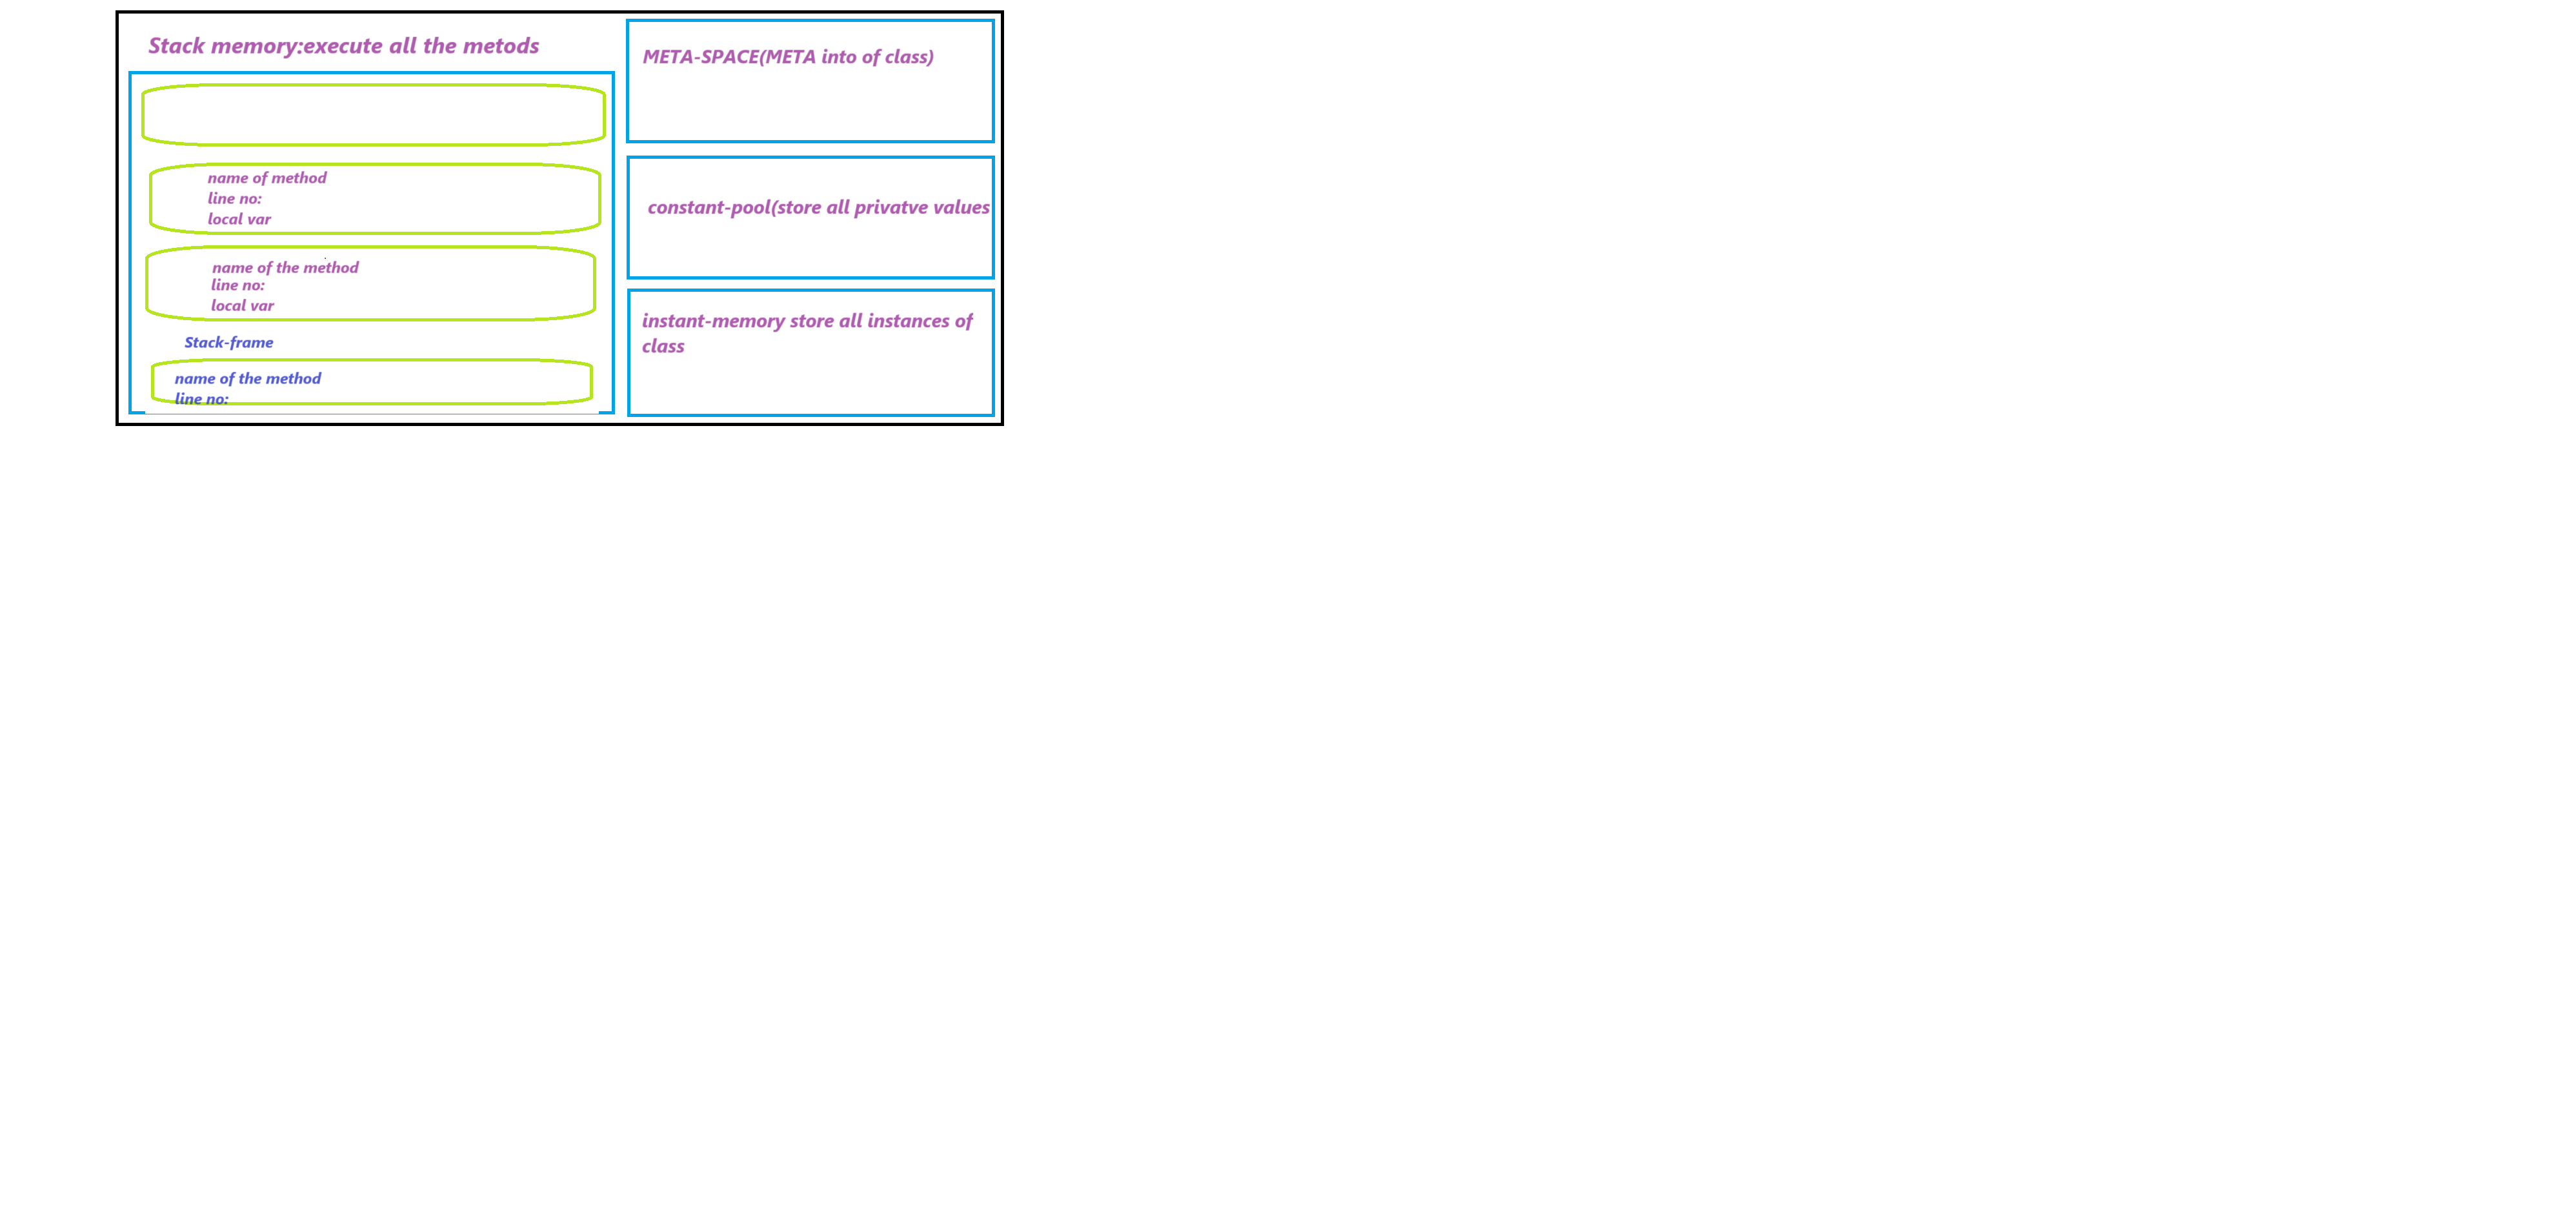 Stack memory:execute all the metods
name of method
line no:
local var
name of the method
line no:
local var
Stack-frame
name of the method
line no:
META-SPACE(META into of class)
constant-pool(store all privatve values
instant-memory store all instances of
class